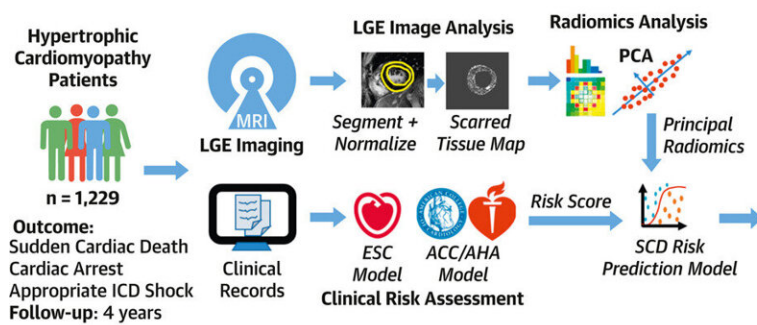 Hypertrophic
Cardiomyopathy
Patients
n = 1,229
Outcome:
Sudden Cardiac Death
Cardiac Arrest
Appropriate ICD Shock
Follow-up: 4 years
MRI
LGE Imaging
Clinical
Records
LGE Image Analysis
Segment +
Normalize
Scarred
Tissue Map
ESC
Model
ACC/AHA
Model
Clinical Risk Assessment
Radiomics Analysis
PCA
Principal
Radiomics
Risk Score
SCD Risk
Prediction Model